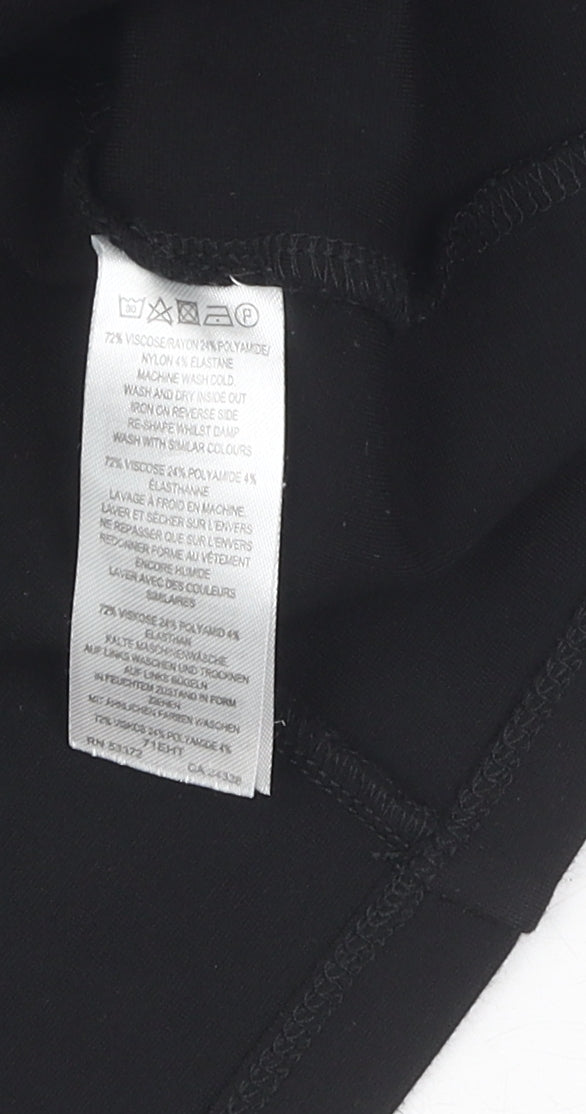 30 P
72% VISCOSE/RAYON 24% POLYAMIDE/
NYLON 4% ELASTANE
MACHINE WASH COLD.
WASH AND DRY INSIDE OUT
IRON ON REVERSE SIDE
RE-SHAPE WHILST DAMP
WASH WITH SIMILAR COLOURS
72% VISCOSE 24% POLYAMIDE 4%
ÉLASTHANNE
LAVAGE À FROID EN MACHINE.
LAVER ET SÉCHER SUR L'ENVERS
NE REPASSER QUE SUR L'ENVERS
REDONNER FORME AU VÊTEMENT
ENCORE HUMIDE
LAVER AVEC DES COULEURS
SIMILAIRES
72% VISKOSE 24% POLYAMID 4%
ELASTHAN
KALTE MASCHINENWÄSCHE.
AUF LINKS WASCHEN UND TROCKNEN
AUF LINKS BÜGELN
IN FEUCHTEM ZUSTAND IN FORM
ZIEHEN
MIT ÄHNLICHEN FARBEN WASCHEN
72% VISKOS 24% POLYAMIDE 4%
RN 53372 71EHT CA 24338